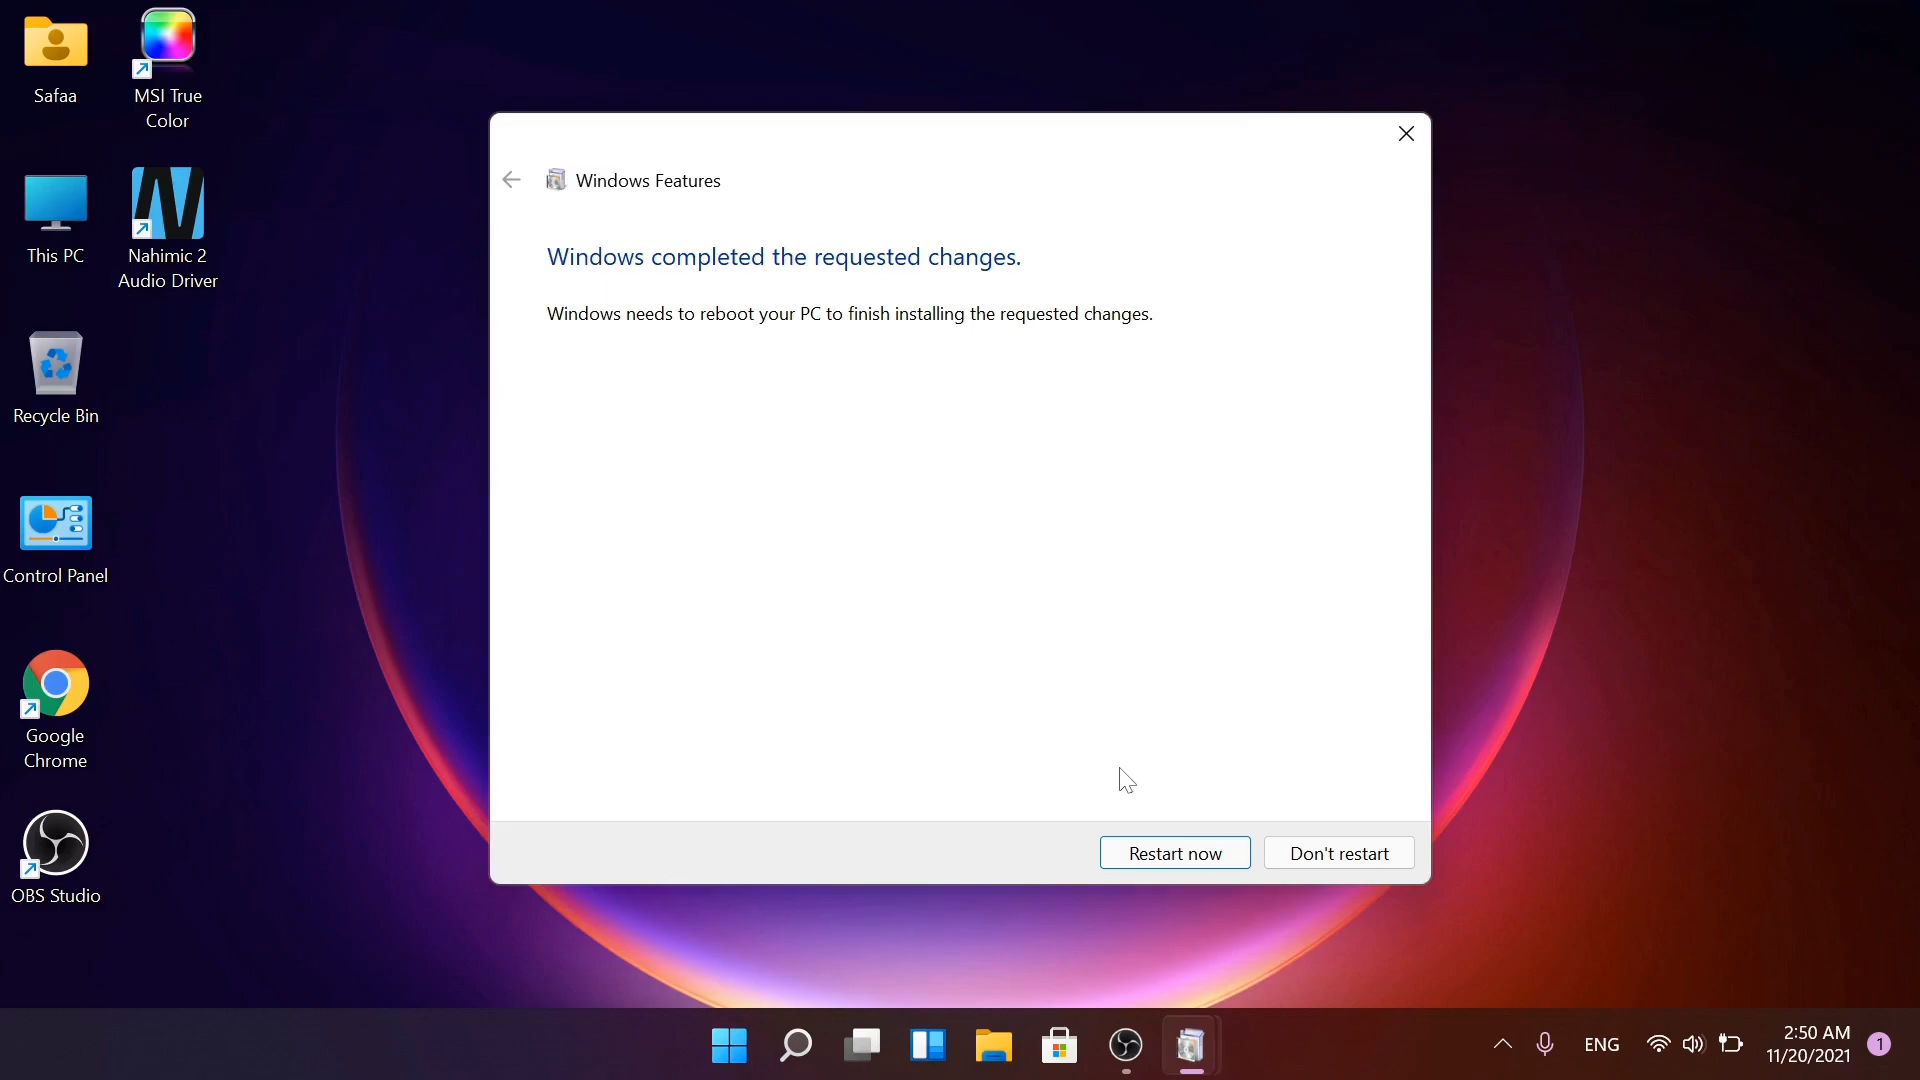 Safaa
MSI True
Color
This PC
Nahimic 2
Audio Driver
Recycle Bin
Control Panel
Google
Chrome
OBS Studio
Windows Features
Windows completed the requested changes.
Windows needs to reboot your PC to finish installing the requested changes.
Restart now
Don't restart
ENG
2:50 AM
11/20/2021
1